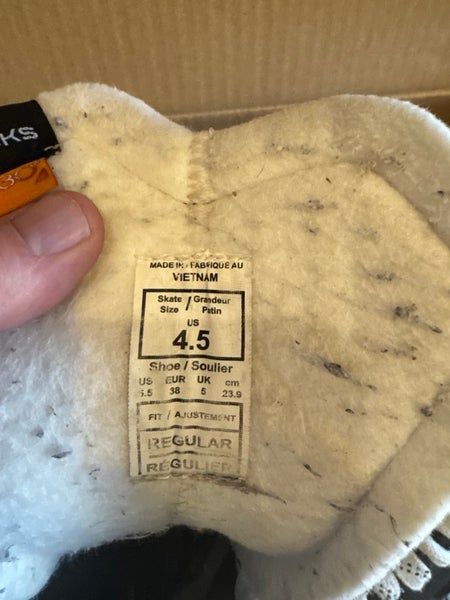 KS
MADE IN · FABRIQUÉ AU
VIETNAM
Skate / Grandeur
Size / Patin
US
4.5
Shoe / Soulier
US EUR UK cm
5.5 38 5 23.9
FIT / AJUSTEMENT
REGULAR
RÉGULIER